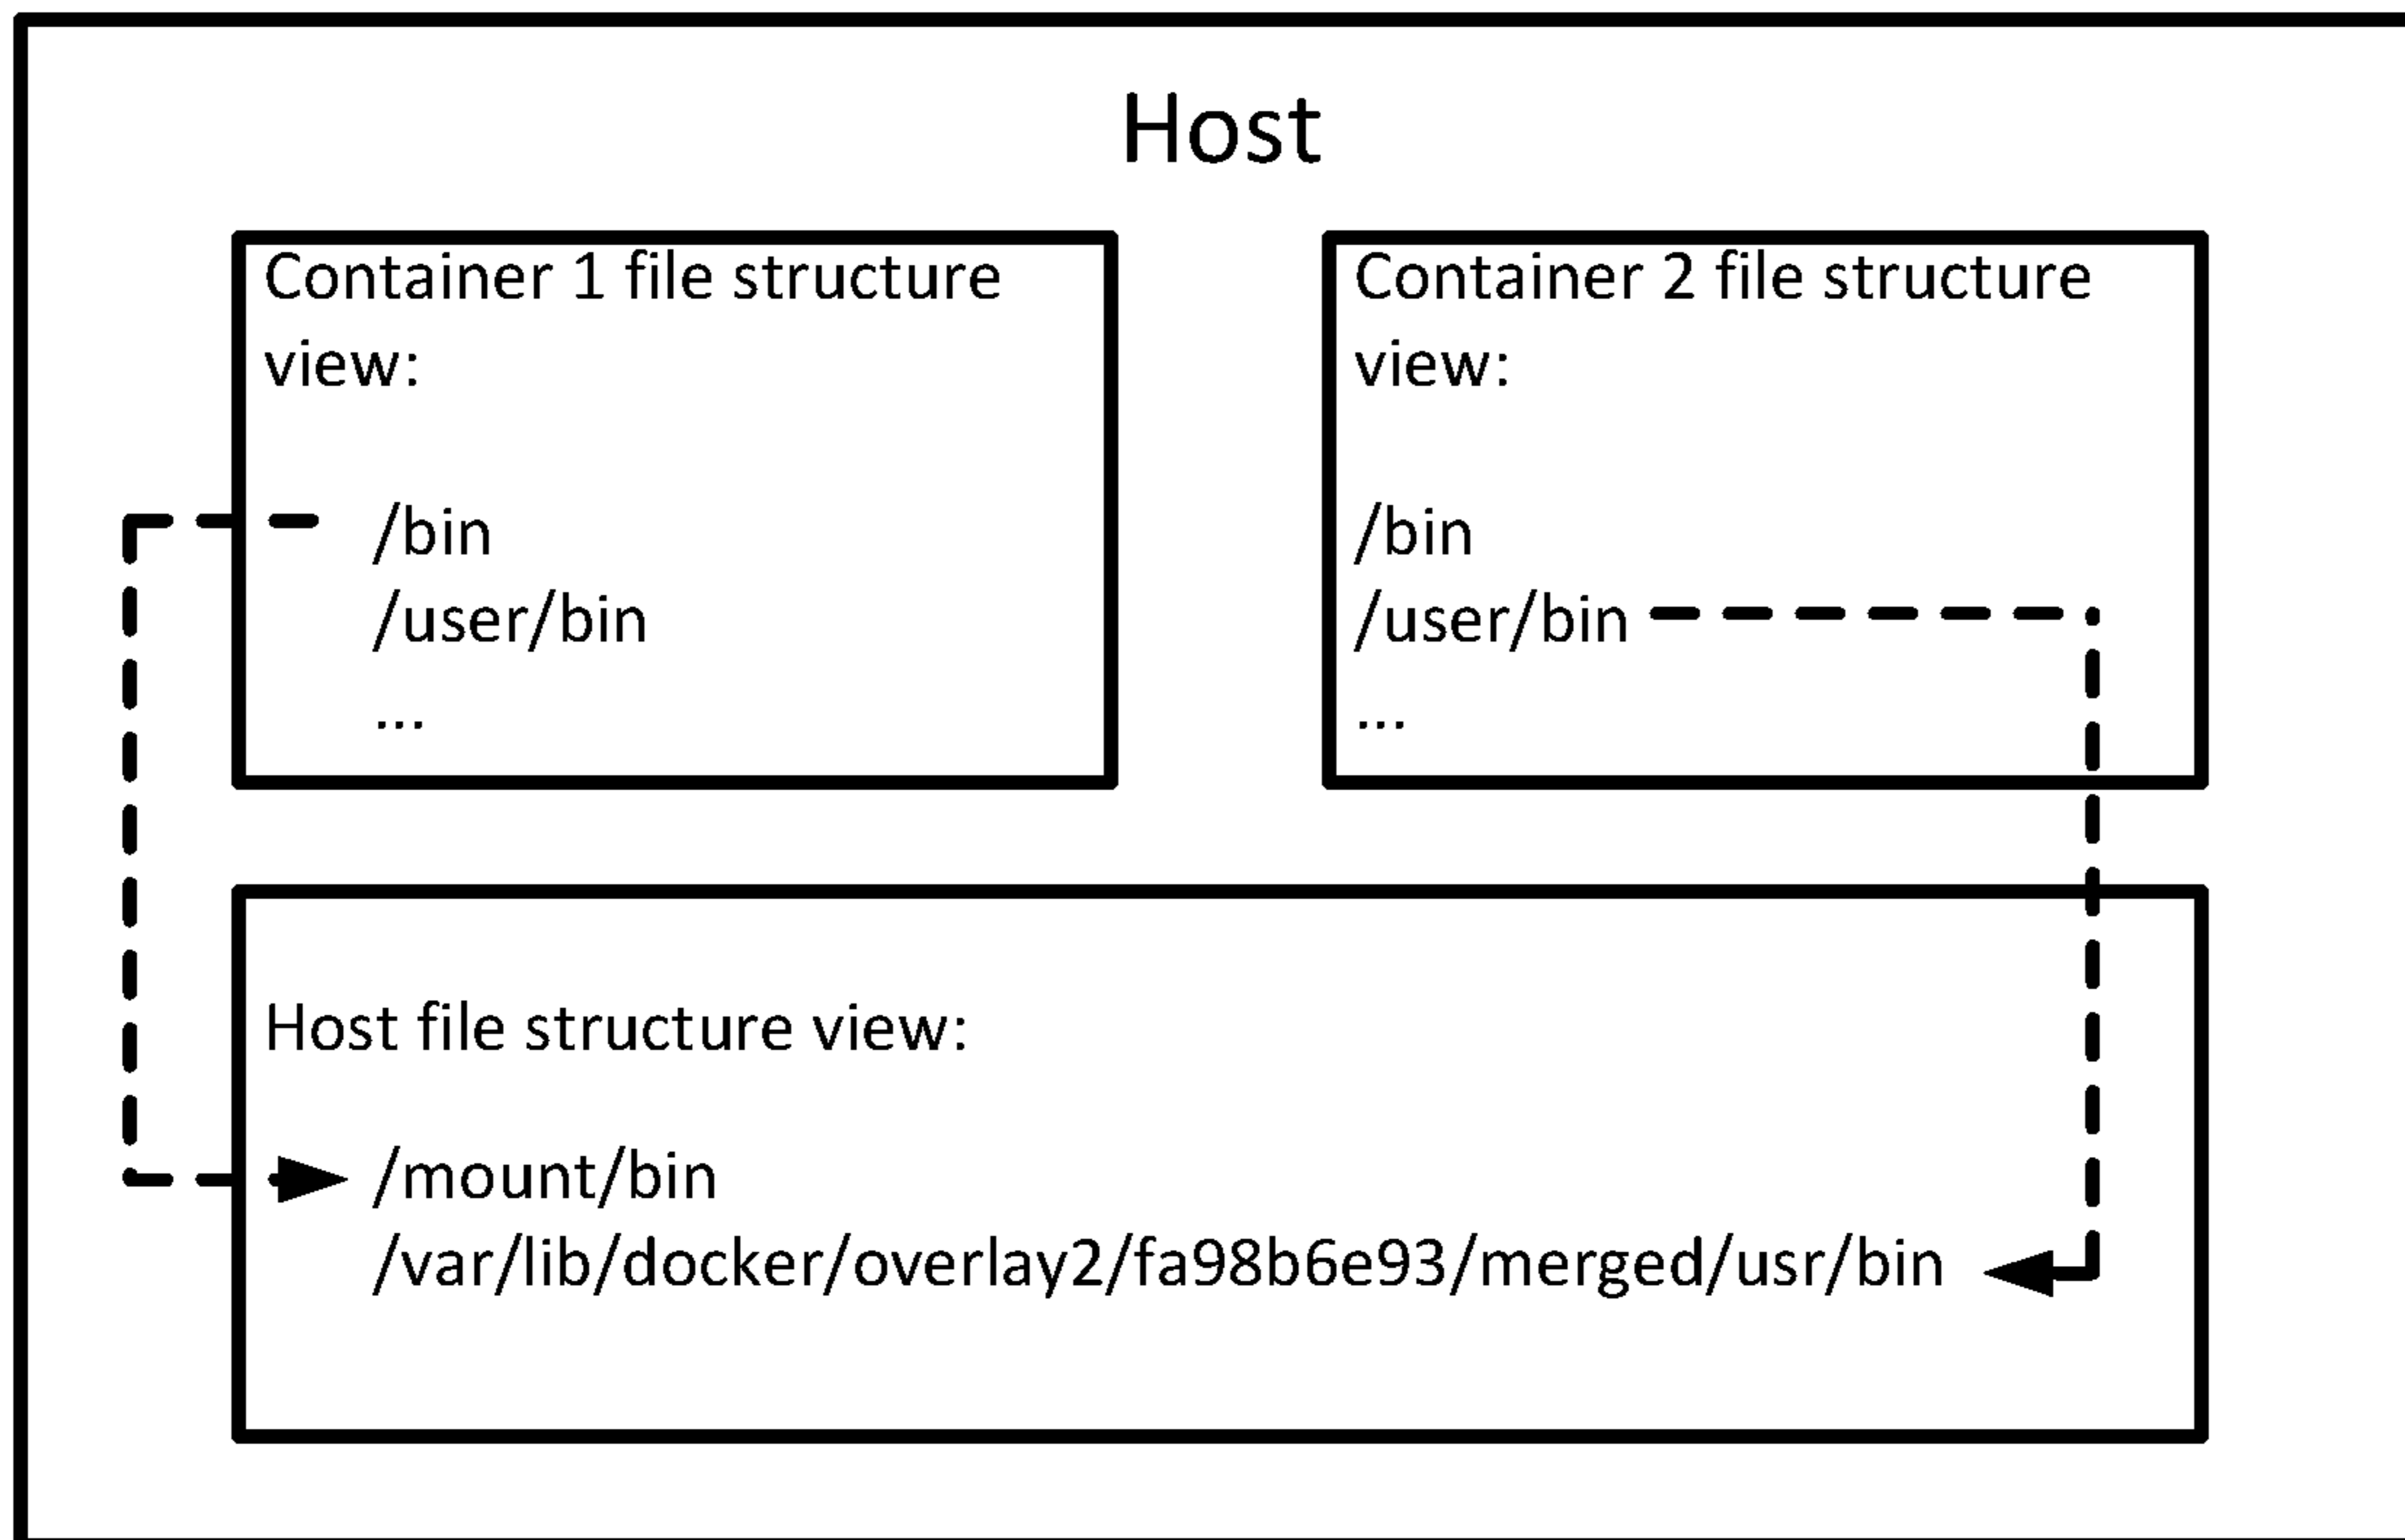 Host
Container 1 file structure
view:
/bin
/user/bin
...
Container 2 file structure
view:
/bin
/user/bin
...
Host file structure view:
/mount/bin
/var/lib/docker/overlay2/fa98b6e93/merged/usr/bin